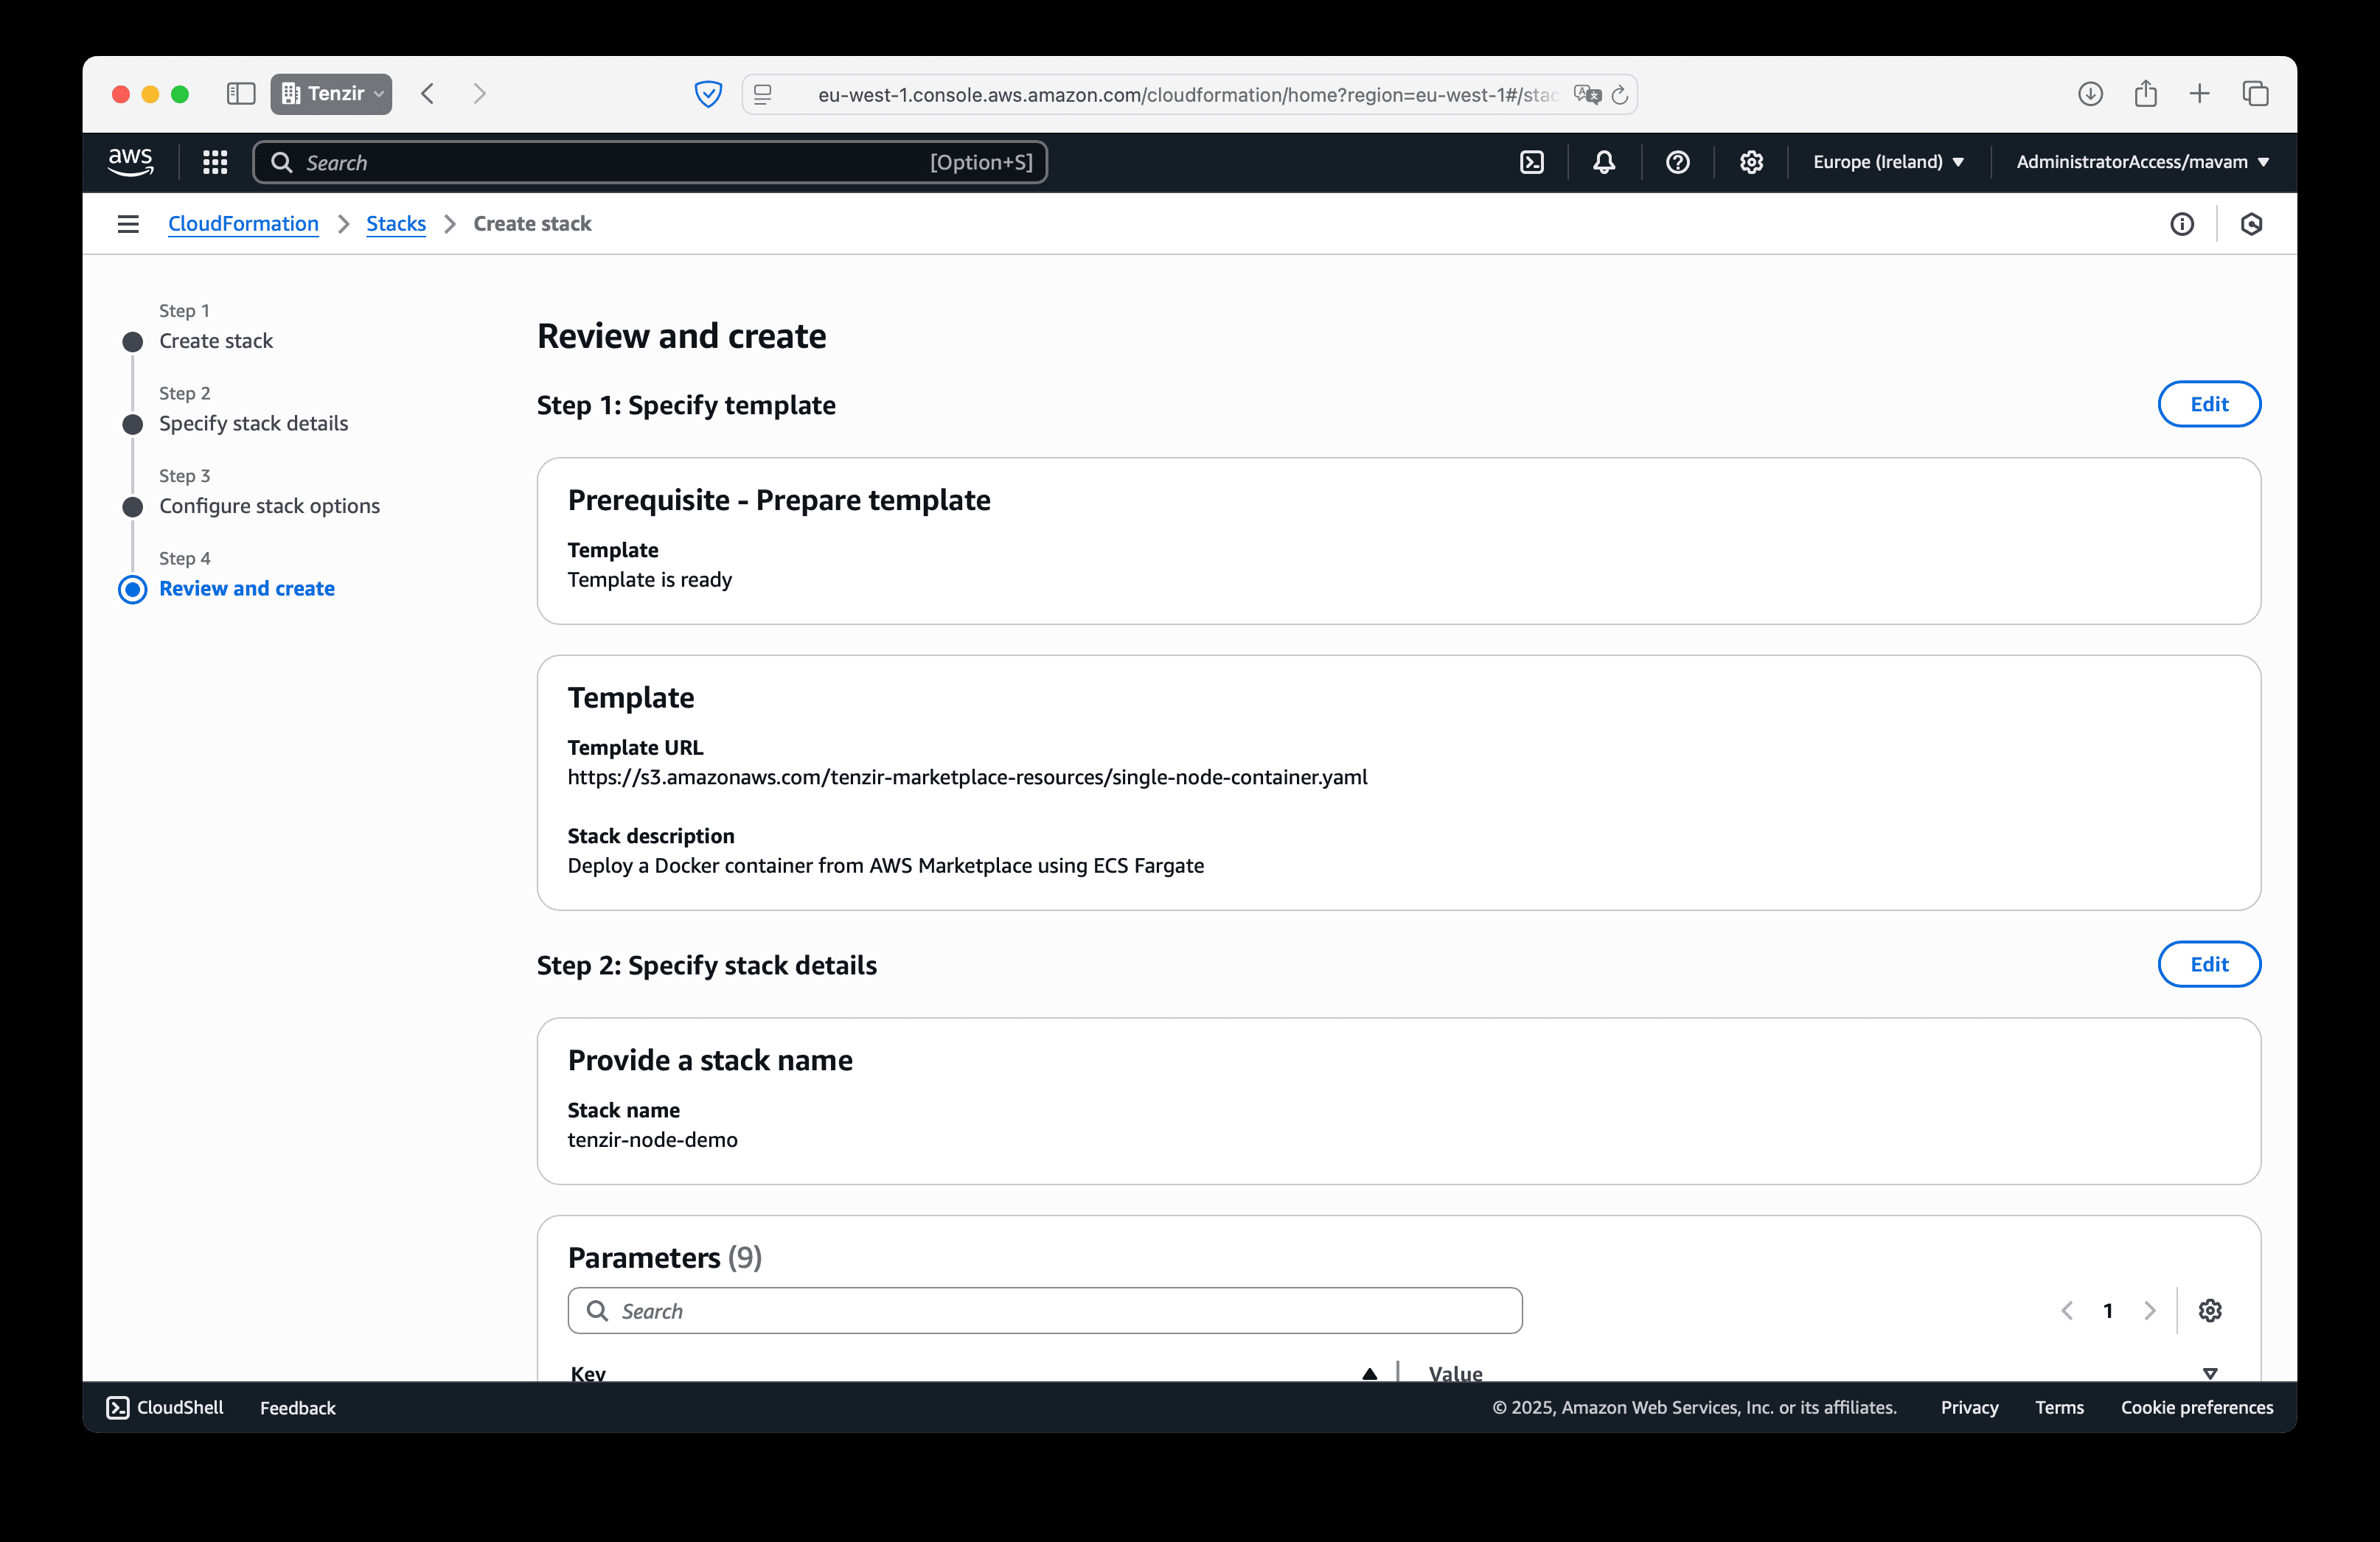 Tenzir
eu-west-1.console.aws.amazon.com/cloudformation/home?region=eu-west-1#/stac
aws
Search
[Option+S]
Europe (Ireland)
AdministratorAccess/mavam
CloudFormation
Stacks
Create stack
Step 1
Create stack
Step 2
Specify stack details
Step 3
Configure stack options
Step 4
Review and create
Review and create
Step 1: Specify template
Edit
Prerequisite - Prepare template
Template
Template is ready
Template
Template URL
https://s3.amazonaws.com/tenzir-marketplace-resources/single-node-container.yaml
Stack description
Deploy a Docker container from AWS Marketplace using ECS Fargate
Step 2: Specify stack details
Edit
Provide a stack name
Stack name
tenzir-node-demo
Parameters (9)
Search
1
Key
Value
CloudShell
Feedback
© 2025, Amazon Web Services, Inc. or its affiliates.
Privacy
Terms
Cookie preferences